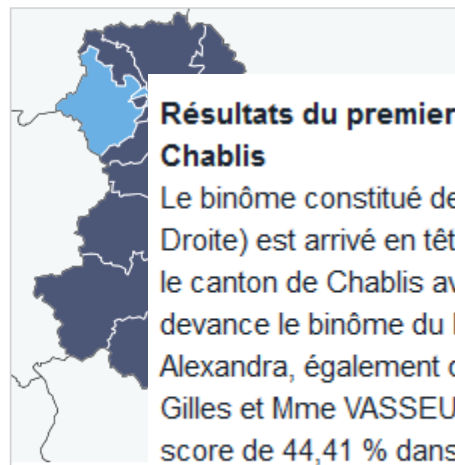 Résultats du premier
Chablis
Le binôme constitué de
Droite) est arrivé en têt
le canton de Chablis av
devance le binôme du
Alexandra, également
Gilles et Mme VASSEU
score de 44,41 % dans